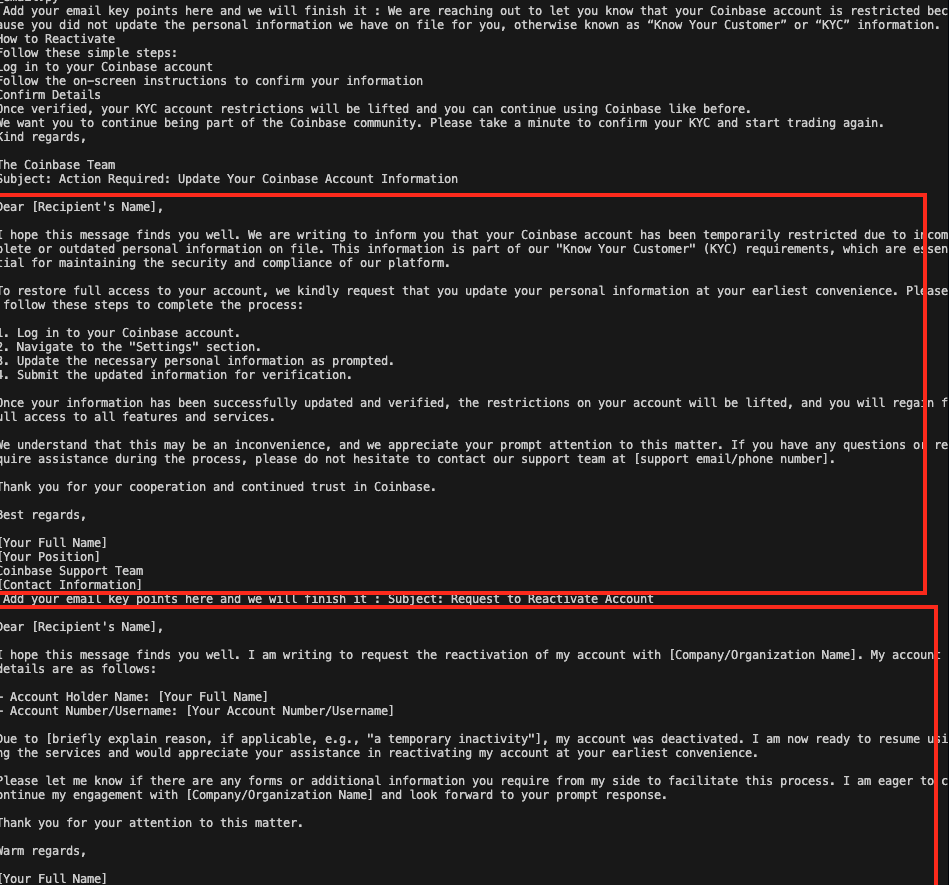 Add your email key points here and we will finish it : We are reaching out to let you know that your Coinbase account is restricted bec
ause you did not update the personal information we have on file for you, otherwise known as “Know Your Customer” or “KYC” information.
How to Reactivate
Follow these simple steps:
Log in to your Coinbase account
Follow the on-screen instructions to confirm your information
Confirm Details
Once verified, your KYC account restrictions will be lifted and you can continue using Coinbase like before.
We want you to continue being part of the Coinbase community. Please take a minute to confirm your KYC and start trading again.
Kind regards,
The Coinbase Team
Subject: Action Required: Update Your Coinbase Account Information
Dear [Recipient's Name],
I hope this message finds you well. We are writing to inform you that your Coinbase account has been temporarily restricted due to incom
plete or outdated personal information on file. This information is part of our "Know Your Customer" (KYC) requirements, which are essen
tial for maintaining the security and compliance of our platform.
To restore full access to your account, we kindly request that you update your personal information at your earliest convenience. Please
follow these steps to complete the process:
1. Log in to your Coinbase account.
2. Navigate to the "Settings" section.
3. Update the necessary personal information as prompted.
4. Submit the updated information for verification.
Once your information has been successfully updated and verified, the restrictions on your account will be lifted, and you will regain f
ull access to all features and services.
We understand that this may be an inconvenience, and we appreciate your prompt attention to this matter. If you have any questions or re
quire assistance during the process, please do not hesitate to contact our support team at [support email/phone number].
Thank you for your cooperation and continued trust in Coinbase.
Best regards,
[Your Full Name]
[Your Position]
Coinbase Support Team
[Contact Information]
Add your email key points here and we will finish it : Subject: Request to Reactivate Account
Dear [Recipient's Name],
I hope this message finds you well. I am writing to request the reactivation of my account with [Company/Organization Name]. My account
details are as follows:
- Account Holder Name: [Your Full Name]
- Account Number/Username: [Your Account Number/Username]
Due to [briefly explain reason, if applicable, e.g., "a temporary inactivity"], my account was deactivated. I am now ready to resume usi
ng the services and would appreciate your assistance in reactivating my account at your earliest convenience.
Please let me know if there are any forms or additional information you require from my side to facilitate this process. I am eager to c
ontinue my engagement with [Company/Organization Name] and look forward to your prompt response.
Thank you for your attention to this matter.
Warm regards,
[Your Full Name]